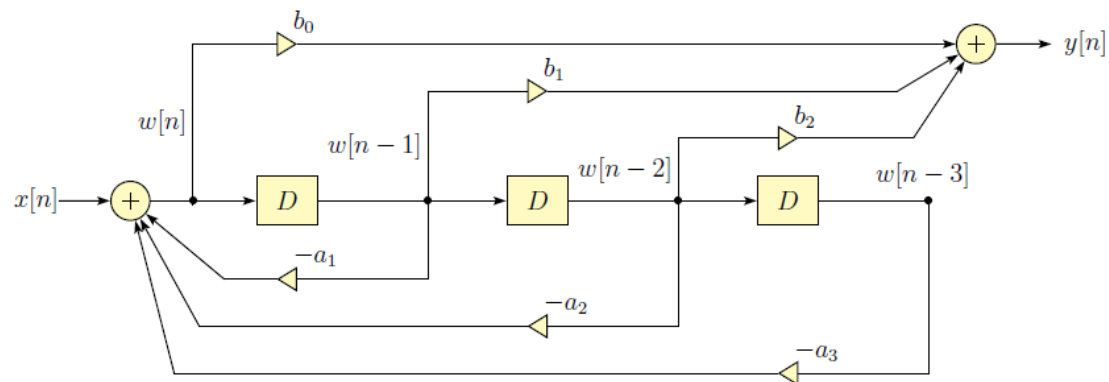 b₀
y[n]
b₁
b₂
w[n]
w[n − 1]
w[n − 2]
w[n − 3]
x[n]
D
D
D
−a₁
−a₂
−a₃